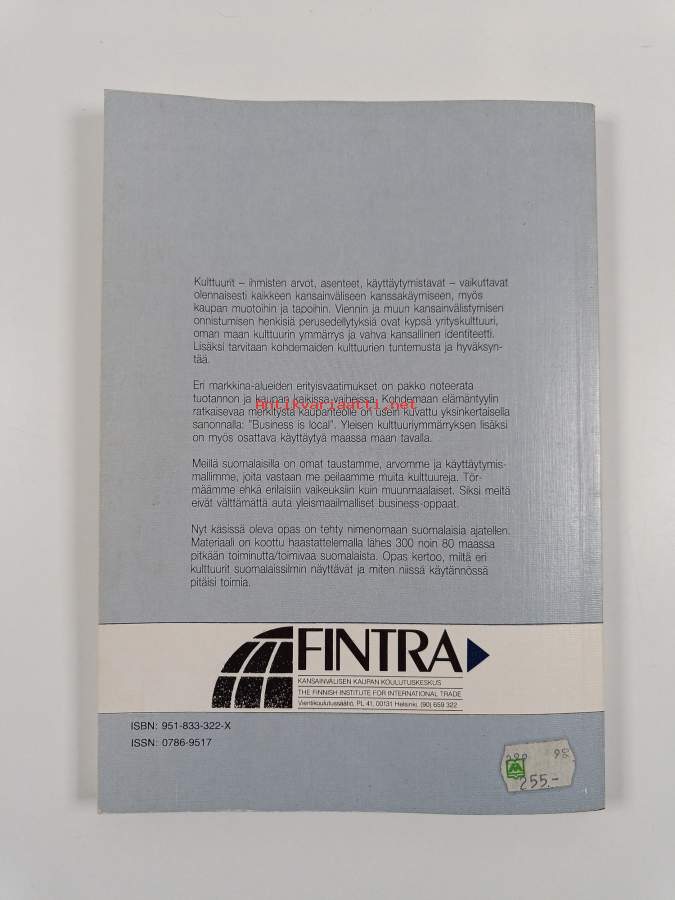 Kulttuurit – ihmisten arvot, asenteet, käyttäytymistavat – vaikuttavat
olennaisesti kaikkeen kansainväliseen kanssakäymiseen, myös
kaupan muotoihin ja tapoihin. Viennin ja muun kansainvälistymisen
onnistumisen henkisiä perusedellytyksiä ovat kypsä yrityskulttuuri,
oman maan kulttuurin ymmärrys ja vahva kansallinen identiteetti.
Lisäksi tarvitaan kohdemaiden kulttuurien tuntemusta ja hyväksyn-
tää.
Eri markkina-alueiden erityisvaatimukset on pakko noteerata
tuotannon ja kaupan kaikissa vaiheissa. Kohdemaan elämäntyylin
Antikvariaatti.net
ratkaisevaa merkitystä kaupanteolle on usein kuvattu yksinkertaisella
sanonnalla: "Business is local". Yleisen kulttuuriymmärryksen lisäksi
on myös osattava käyttäytyä maassa maan tavalla.
Meillä suomalaisilla on omat taustamme, arvomme ja käyttäytymis-
mallimme, joita vastaan me peilaamme muita kulttuureja. Tör-
määmme ehkä erilaisiin vaikeuksiin kuin muunmaalaiset. Siksi meitä
eivät välttämättä auta yleismaailmalliset business-oppaat.
Nyt käsissä oleva opas on tehty nimenomaan suomalaisia ajatellen.
Materiaali on koottu haastattelemalla lähes 300 noin 80 maassa
pitkään toiminutta/toimivaa suomalaista. Opas kertoo, miltä eri
kulttuurit suomalaissilmin näyttävät ja miten niissä käytännössä
pitäisi toimia.
FINTRA
KANSAINVÄLISEN KAUPAN KOULUTUSKESKUS
THE FINNISH INSTITUTE FOR INTERNATIONAL TRADE
Vientikoulutussäätiö, PL 41, 00131 Helsinki, (90) 659 322
ISBN: 951-833-322-X
ISSN: 0786-9517
98
255.-